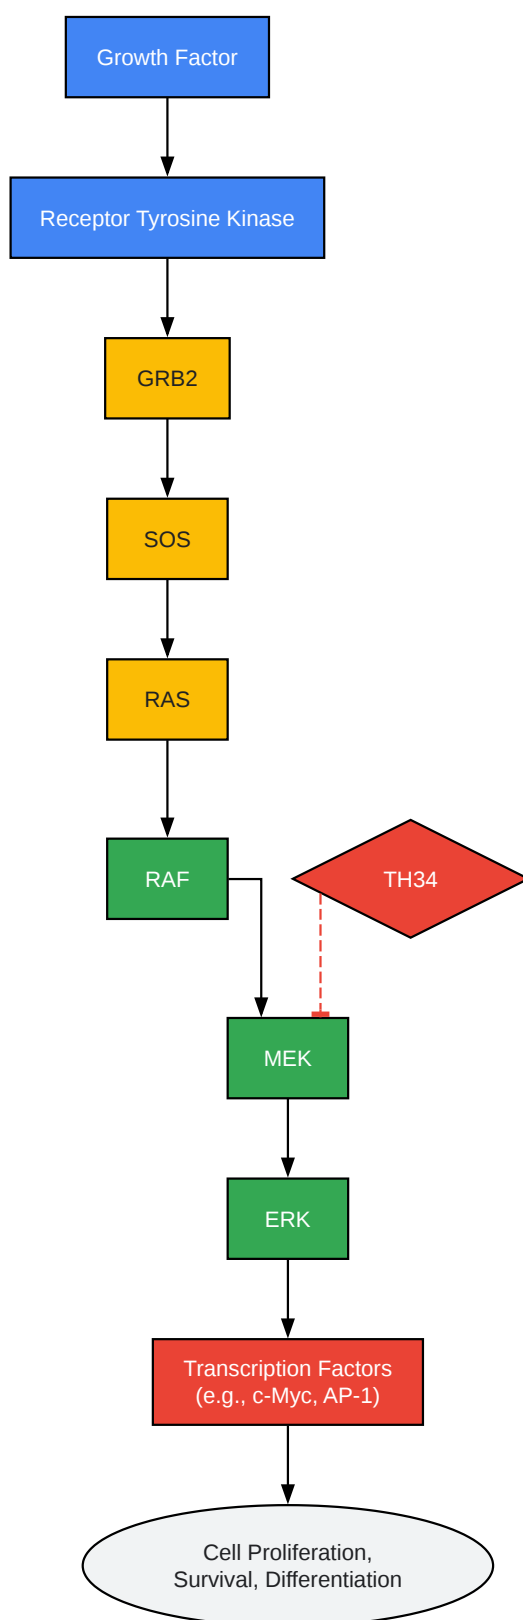 Growth Factor
Receptor Tyrosine Kinase
GRB2
SOS
RAS
RAF
TH34
MEK
ERK
Transcription Factors
(e.g., c-Myc, AP-1)
Cell Proliferation,
Survival, Differentiation